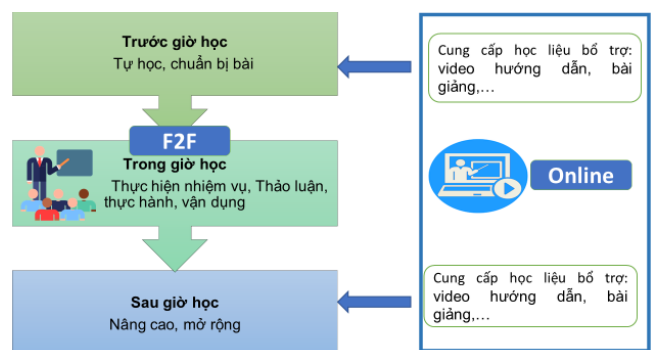 Trước giờ học
Tự học, chuẩn bị bài
Cung cấp học liệu bổ trợ:
video hướng dẫn, bài
giảng,…
F2F
Trong giờ học
Thực hiện nhiệm vụ, Thảo luận,
thực hành, vận dụng
Online
Sau giờ học
Nâng cao, mở rộng
Cung cấp học liệu bổ trợ:
video hướng dẫn, bài
giảng,…